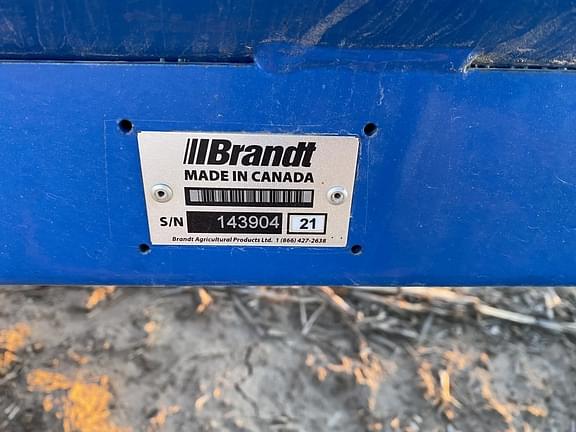 Brandt
MADE IN CANADA
S/N 143904 21
Brandt Agricultural Products Ltd. 1 (866) 427-2638